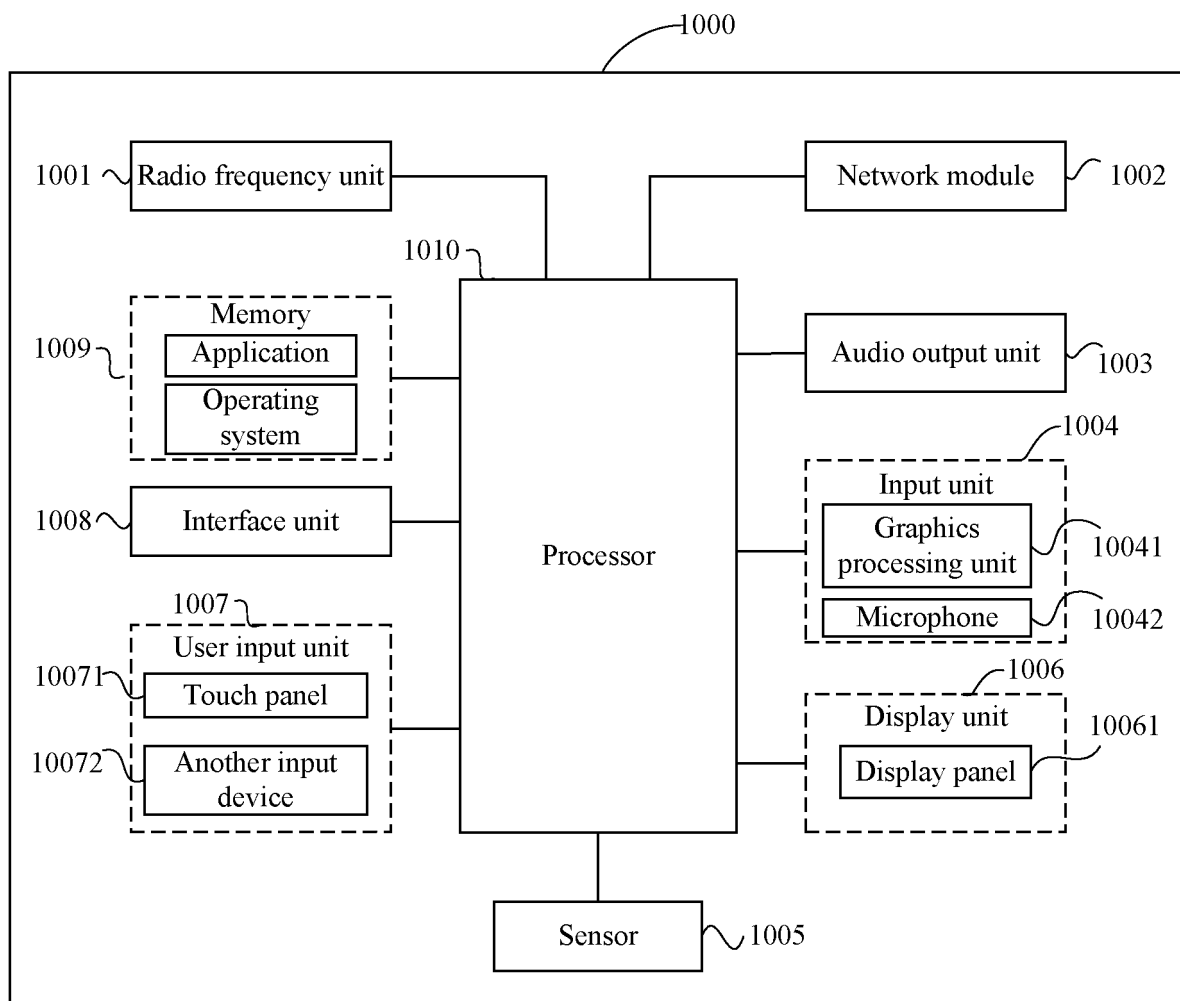 1000
1001
Radio frequency unit
Network module
1002
1010
Memory
Application
Operating
system
1009
Audio output unit
1003
1004
Input unit
Graphics
processing unit
10041
Microphone
10042
1008
Interface unit
Processor
1007
User input unit
10071
Touch panel
10072
Another input
device
1006
Display unit
10061
Display panel
Sensor
1005